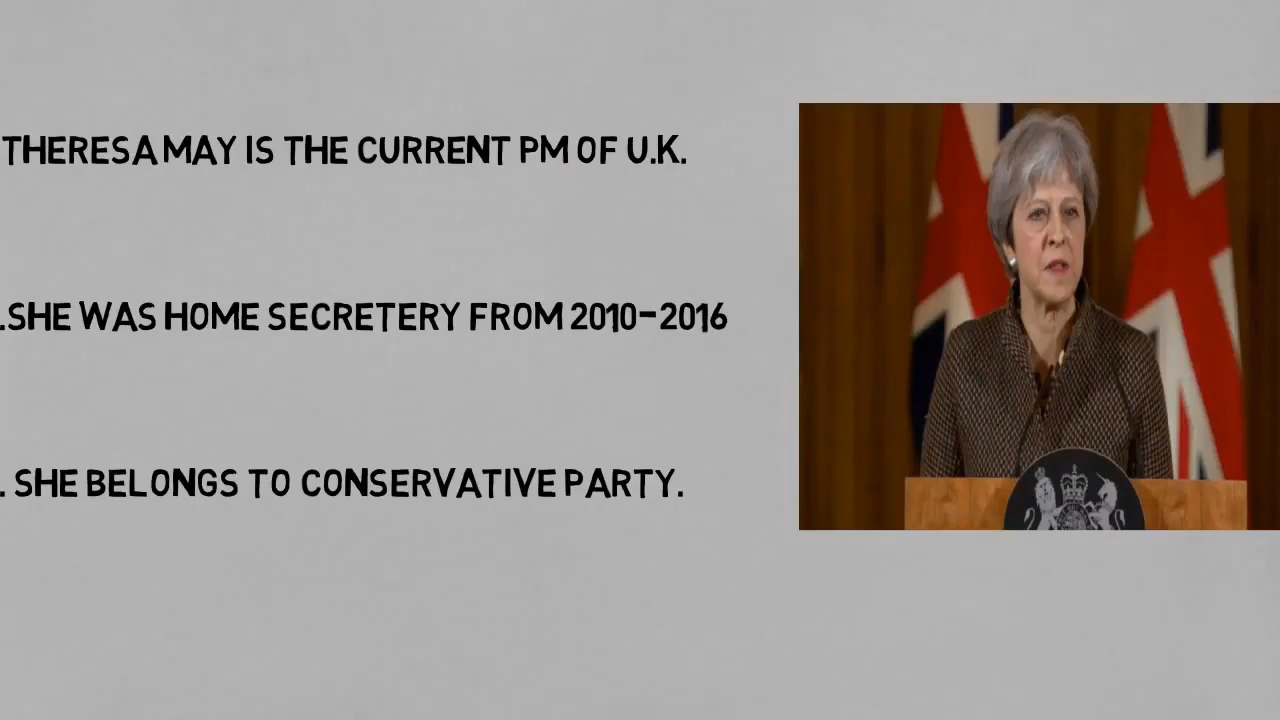 THERESA MAY IS THE CURRENT PM OF U.K.
.SHE WAS HOME SECRETERY FROM 2010-2016
. SHE BELONGS TO CONSERVATIVE PARTY.